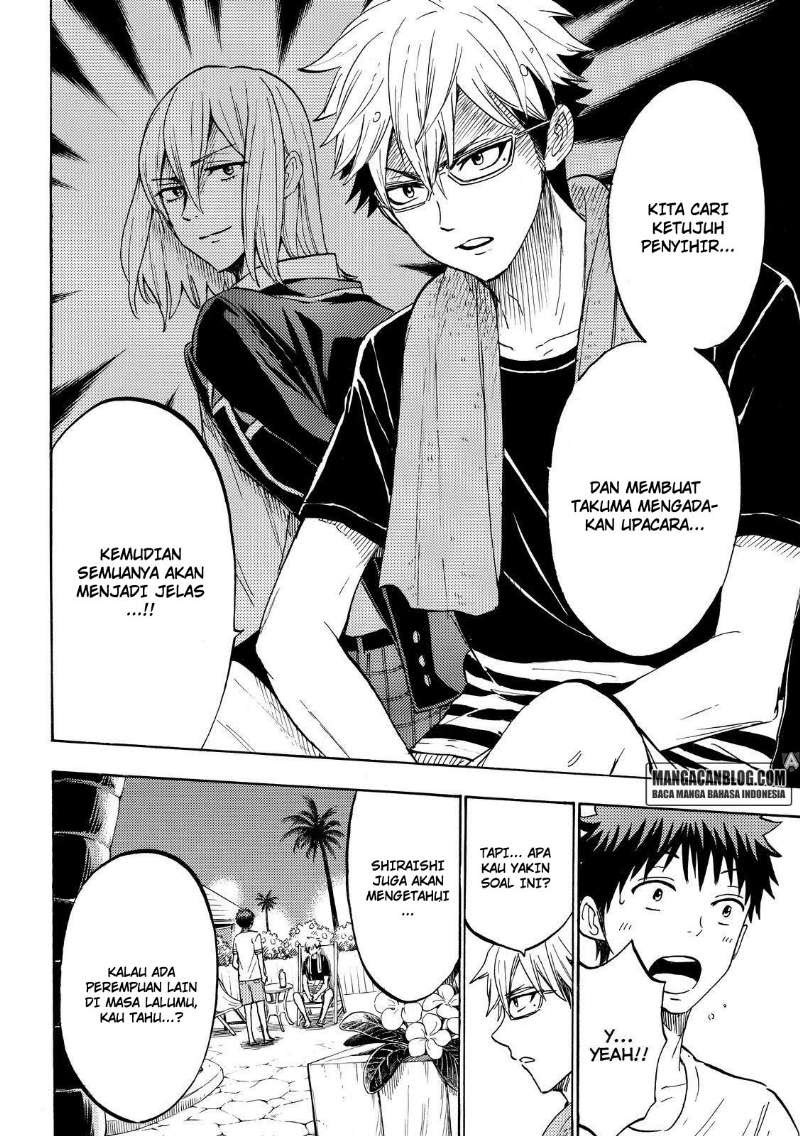 KITA CARI
KETUJUH
PENYIHIR...
DAN MEMBUAT
TAKUMA MENGADA-
KAN UPACARA...
KEMUDIAN
SEMUANYA AKAN
MENJADI JELAS
...!!
MANGACANBLOG.COM
BACA MANGA BAHASA INDONESIA
Y...
YEAH!!
TAPI... APA
KAU YAKIN
SOAL INI?
SHIRAISHI
JUGA AKAN
MENGETAHUI
...
KALAU ADA
PEREMPUAN LAIN
DI MASA LALUMU,
KAU TAHU...?